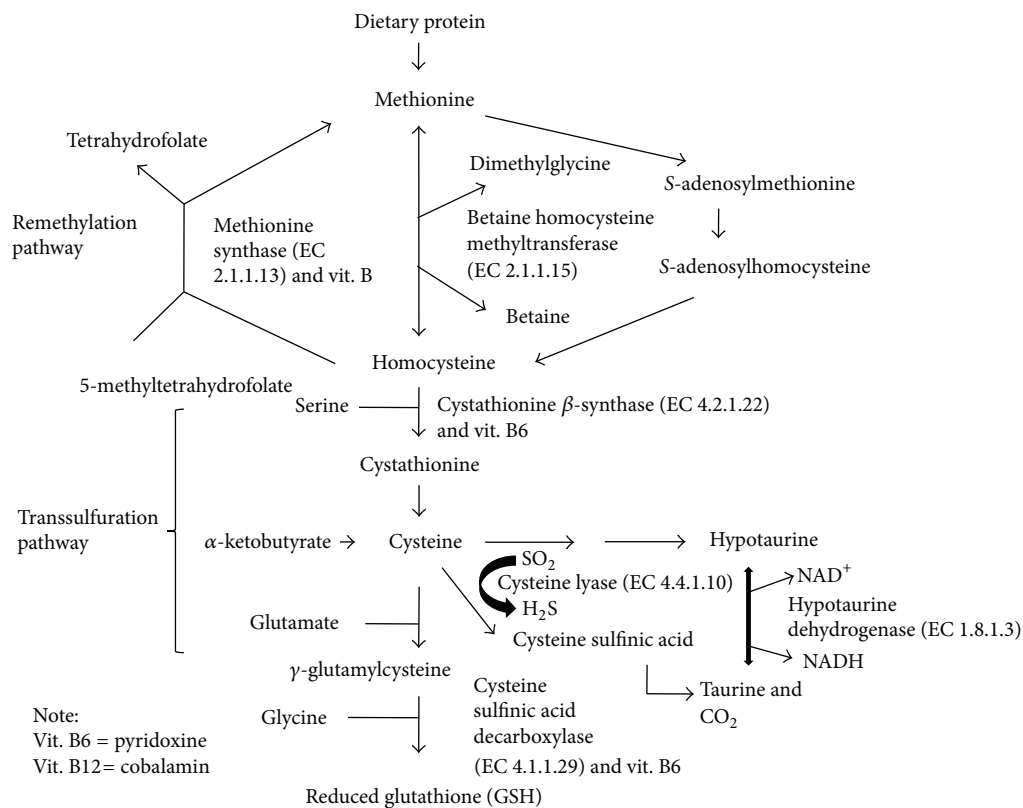 Dietary protein
Methionine
Tetrahydrofolate
Dimethylglycine
S-adenosylmethionine
Remethylation
pathway
Methionine
synthase (EC
2.1.1.13) and vit. B
Betaine homocysteine
methyltransferase
(EC 2.1.1.15)
S-adenosylhomocysteine
Betaine
Homocysteine
5-methyltetrahydrofolate
Serine
Cystathionine β-synthase (EC 4.2.1.22)
and vit. B6
Cystathionine
Transsulfuration
pathway
α-ketobutyrate
Cysteine
Hypotaurine
SO2
Cysteine lyase (EC 4.4.1.10)
H2S
NAD+
Hypotaurine
dehydrogenase (EC 1.8.1.3)
NADH
Glutamate
Cysteine sulfinic acid
γ-glutamylcysteine
Taurine and
CO2
Cysteine
sulfinic acid
decarboxylase
(EC 4.1.1.29) and vit. B6
Glycine
Note:
Vit. B6 = pyridoxine
Vit. B12= cobalamin
Reduced glutathione (GSH)